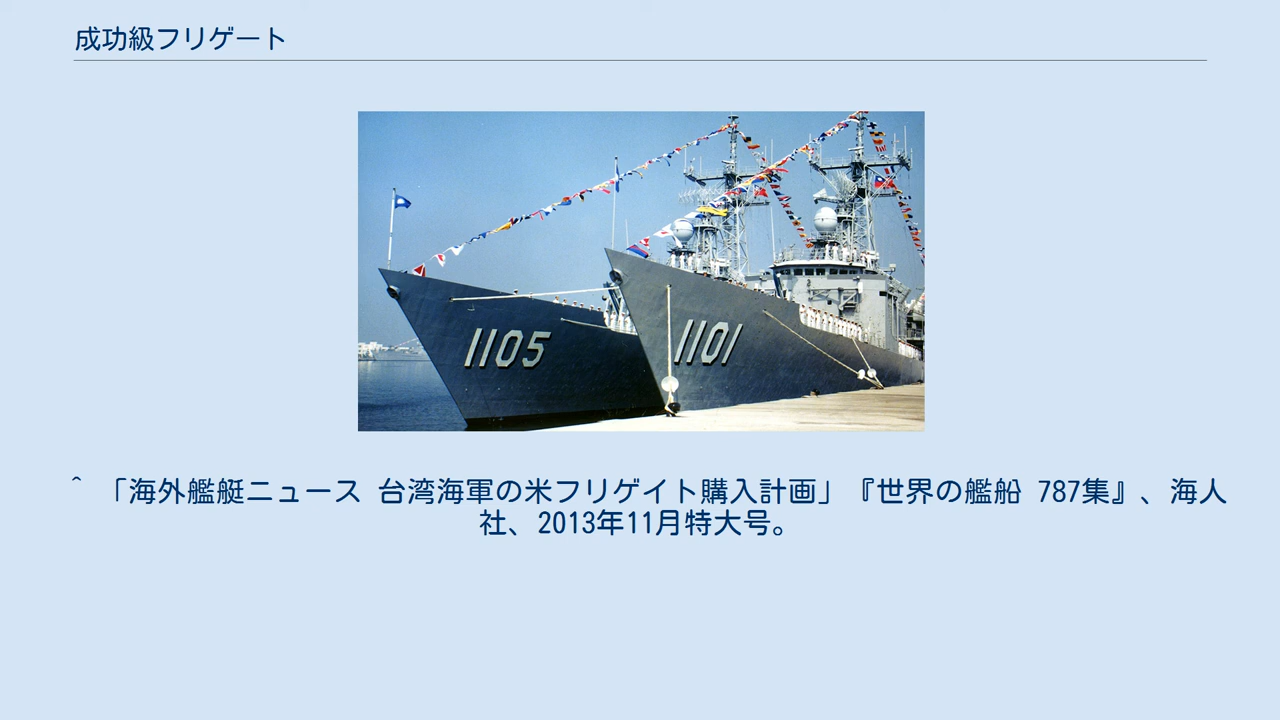 成功級フリゲート
1105
1101
^ 「海外艦艇ニュース 台湾海軍の米フリゲイト購入計画」『世界の艦船 787集』、海人
社、2013年11月特大号。